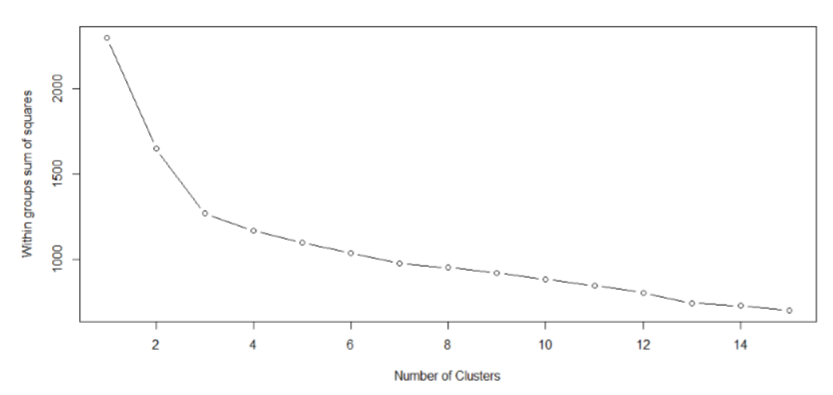 Within groups sum of squares
2000
1500
1000
2 4 6 8 10 12 14
Number of Clusters